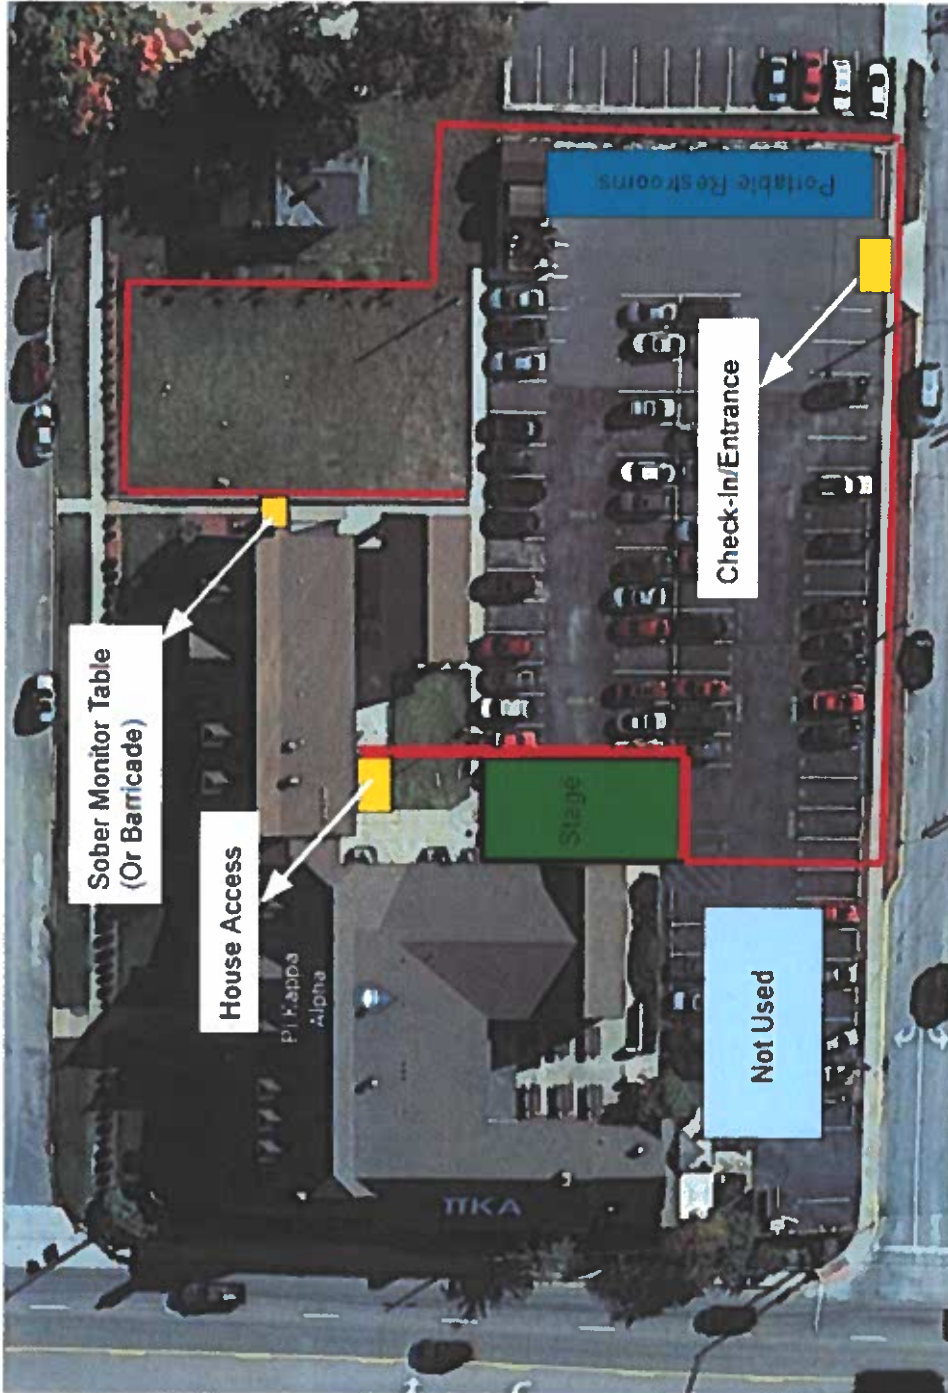 Sober Monitor Table
(Or Barricade)
House Access
Pi Kappa
Alpha
ΠΚΑ
Stage
Not Used
Check-In/Entrance
Portable Restrooms